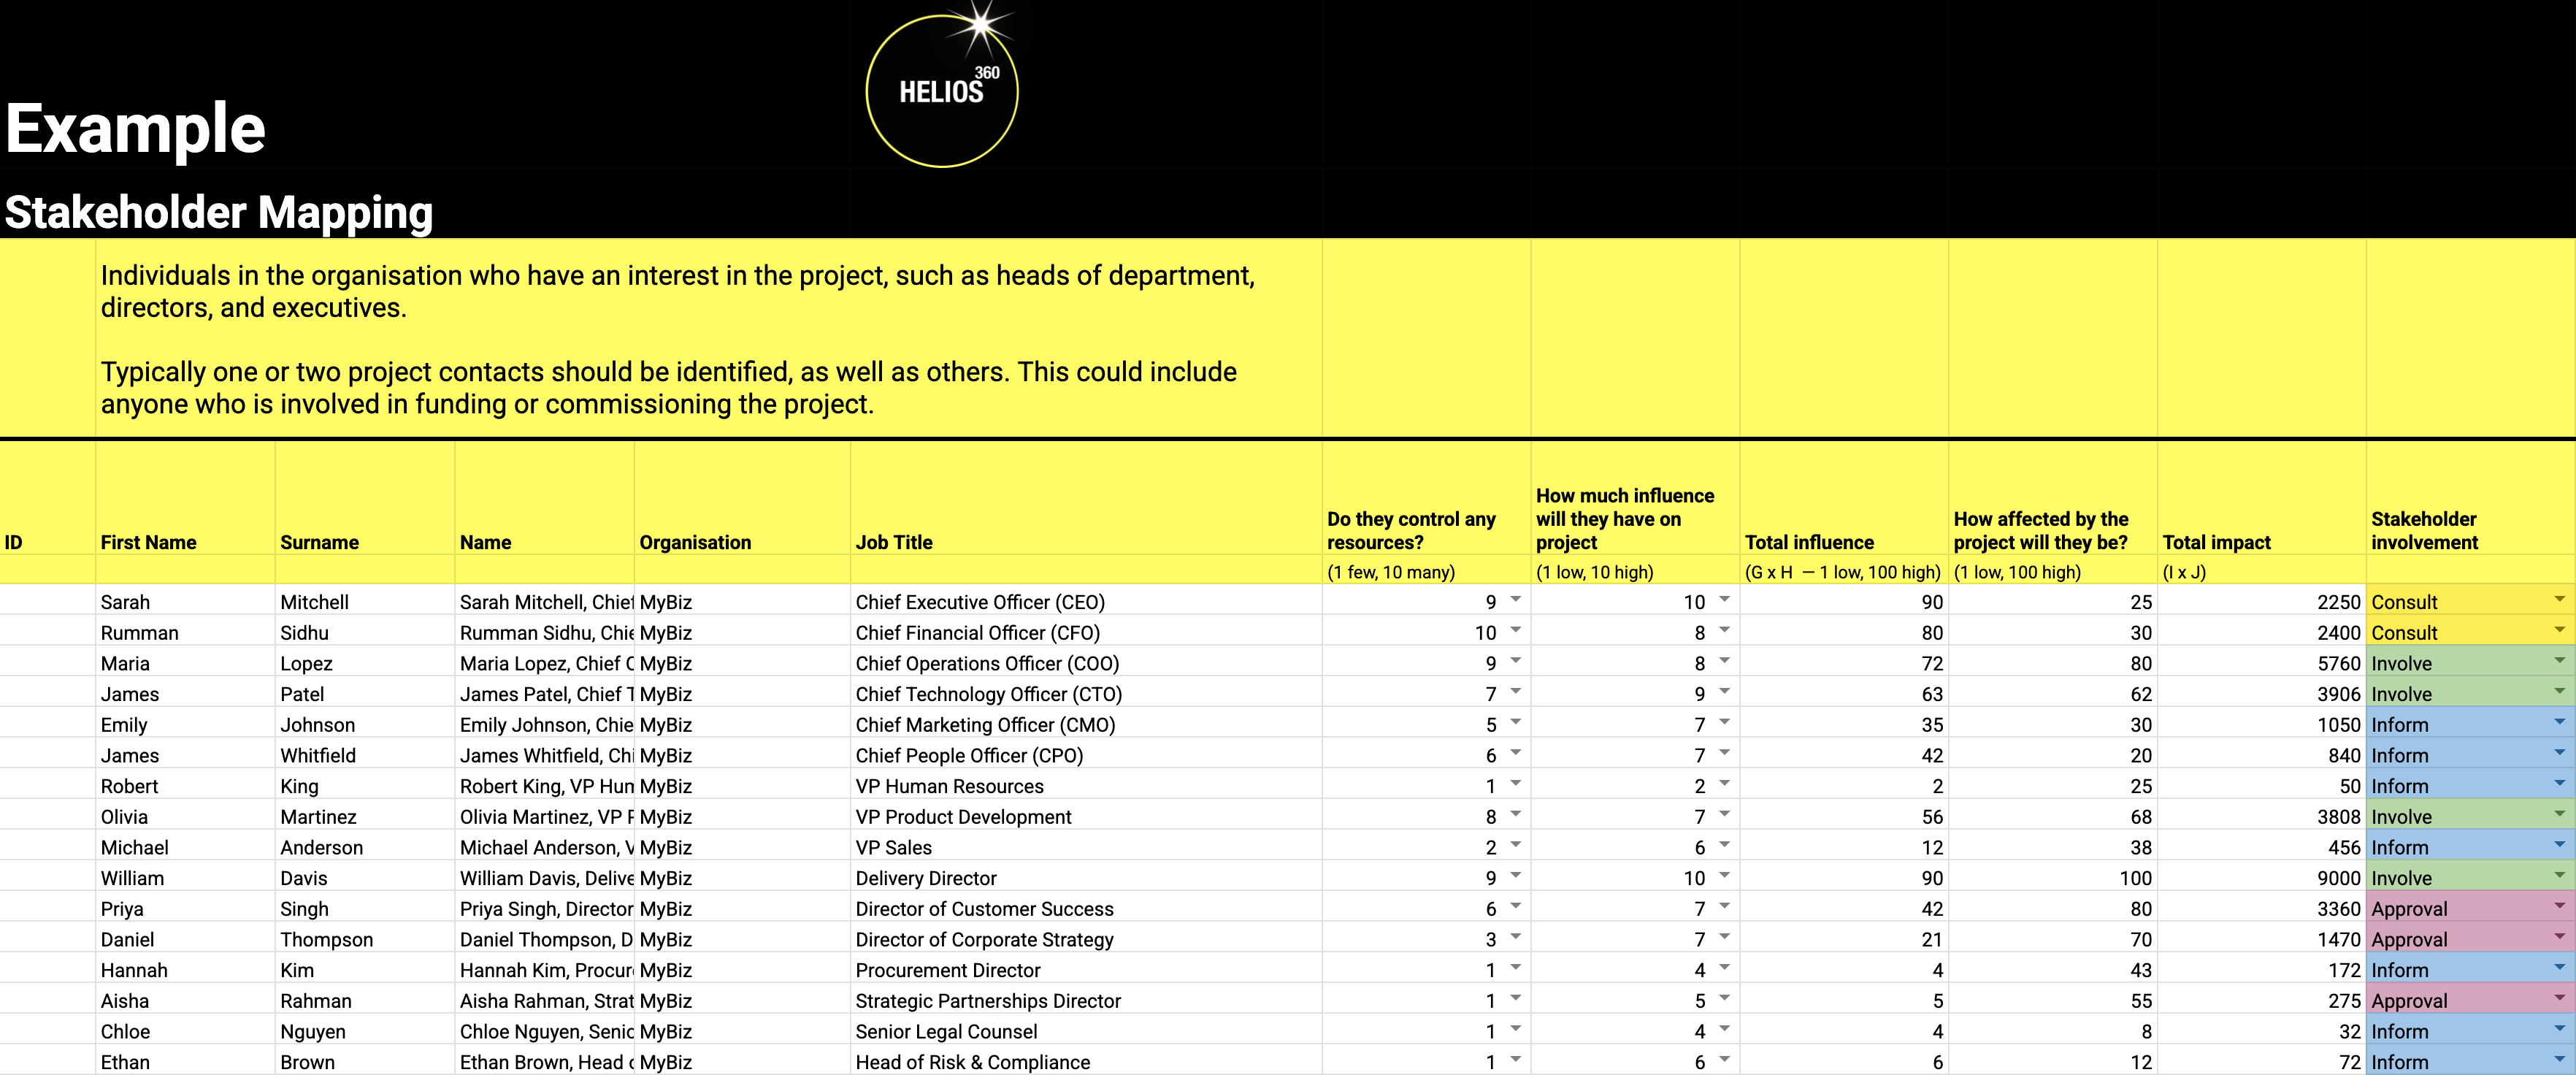 360
HELIOS
Example
Stakeholder Mapping
Individuals in the organisation who have an interest in the project, such as heads of department,
directors, and executives.
Typically one or two project contacts should be identified, as well as others. This could include
anyone who is involved in funding or commissioning the project.
ID First Name Surname Name Organisation Job Title Do they control any resources? How much influence will they have on project Total influence How affected by the project will they be? Total impact Stakeholder involvement
(1 few, 10 many) (1 low, 10 high) (G x H — 1 low, 100 high) (1 low, 100 high) (I x J)
Sarah Mitchell Sarah Mitchell, Chief MyBiz Chief Executive Officer (CEO) 9 10 90 25 2250 Consult
Rumman Sidhu Rumman Sidhu, Chie MyBiz Chief Financial Officer (CFO) 10 8 80 30 2400 Consult
Maria Lopez Maria Lopez, Chief C MyBiz Chief Operations Officer (COO) 9 8 72 80 5760 Involve
James Patel James Patel, Chief T MyBiz Chief Technology Officer (CTO) 7 9 63 62 3906 Involve
Emily Johnson Emily Johnson, Chie MyBiz Chief Marketing Officer (CMO) 5 7 35 30 1050 Inform
James Whitfield James Whitfield, Chi MyBiz Chief People Officer (CPO) 6 7 42 20 840 Inform
Robert King Robert King, VP Hum MyBiz VP Human Resources 1 2 2 25 50 Inform
Olivia Martinez Olivia Martinez, VP P MyBiz VP Product Development 8 7 56 68 3808 Involve
Michael Anderson Michael Anderson, V MyBiz VP Sales 2 6 12 38 456 Inform
William Davis William Davis, Delive MyBiz Delivery Director 9 10 90 100 9000 Involve
Priya Singh Priya Singh, Director MyBiz Director of Customer Success 6 7 42 80 3360 Approval
Daniel Thompson Daniel Thompson, D MyBiz Director of Corporate Strategy 3 7 21 70 1470 Approval
Hannah Kim Hannah Kim, Procur MyBiz Procurement Director 1 4 4 43 172 Inform
Aisha Rahman Aisha Rahman, Strat MyBiz Strategic Partnerships Director 1 5 5 55 275 Approval
Chloe Nguyen Chloe Nguyen, Senio MyBiz Senior Legal Counsel 1 4 4 8 32 Inform
Ethan Brown Ethan Brown, Head o MyBiz Head of Risk & Compliance 1 6 6 12 72 Inform